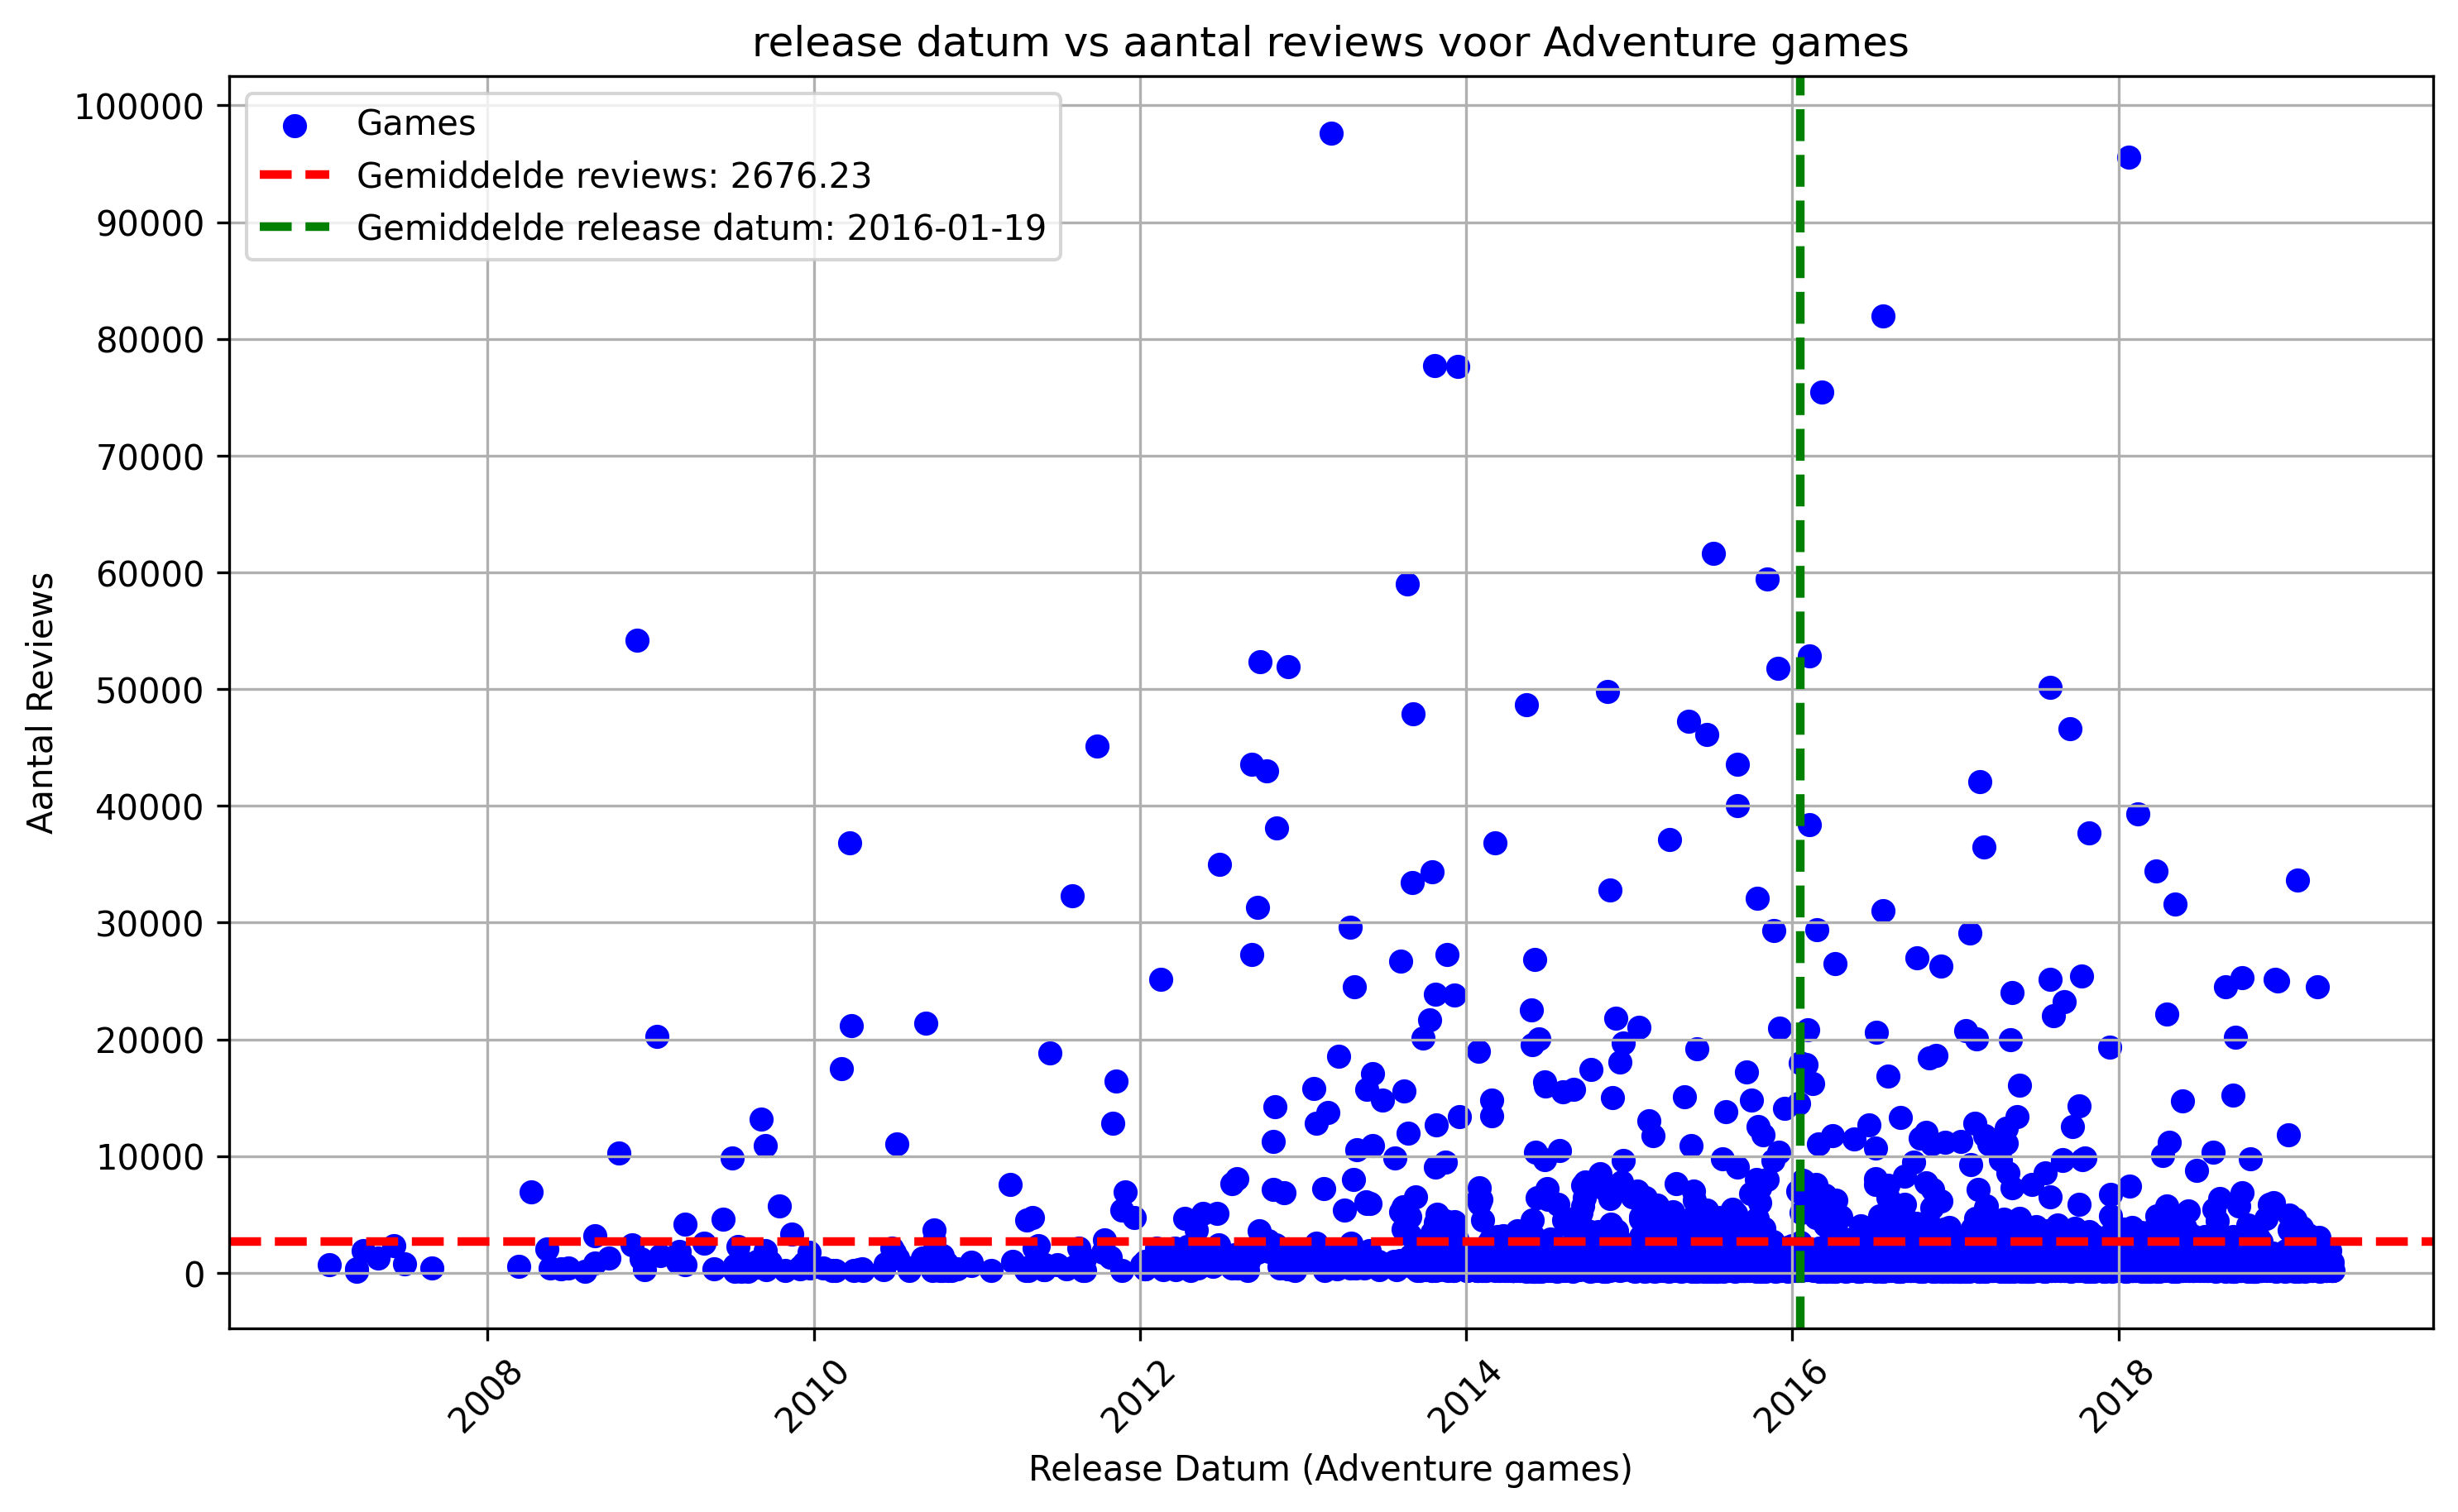 release datum vs aantal reviews voor Adventure games
Games
Gemiddelde reviews: 2676.23
Gemiddelde release datum: 2016-01-19
100000
90000
80000
70000
60000
50000
40000
30000
20000
10000
0
Aantal Reviews
2008
2010
2012
2014
2016
2018
Release Datum (Adventure games)